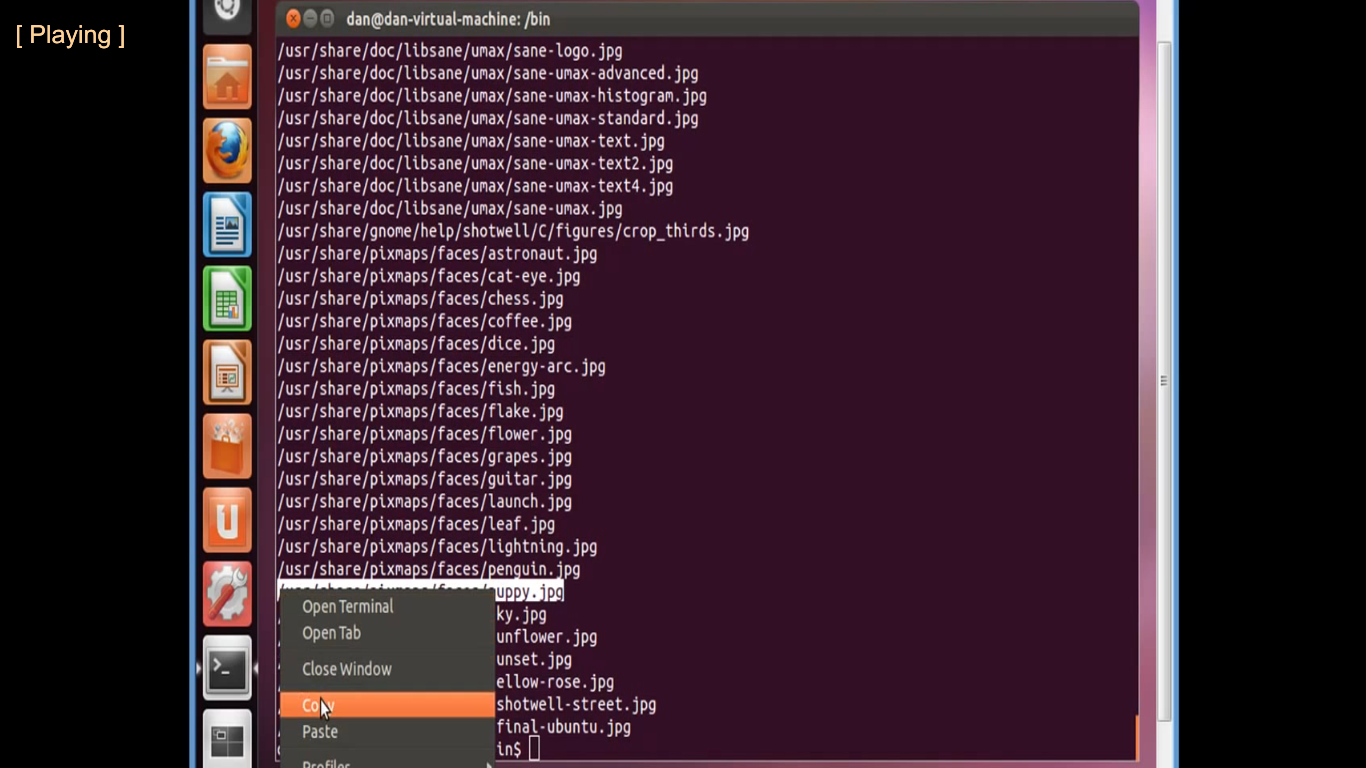 [ Playing ]
dan@dan-virtual-machine: /bin
/usr/share/doc/libsane/umax/sane-logo.jpg
/usr/share/doc/libsane/umax/sane-umax-advanced.jpg
/usr/share/doc/libsane/umax/sane-umax-histogram.jpg
/usr/share/doc/libsane/umax/sane-umax-standard.jpg
/usr/share/doc/libsane/umax/sane-umax-text.jpg
/usr/share/doc/libsane/umax/sane-umax-text2.jpg
/usr/share/doc/libsane/umax/sane-umax-text4.jpg
/usr/share/doc/libsane/umax/sane-umax.jpg
/usr/share/gnome/help/shotwell/C/figures/crop_thirds.jpg
/usr/share/pixmaps/faces/astronaut.jpg
/usr/share/pixmaps/faces/cat-eye.jpg
/usr/share/pixmaps/faces/chess.jpg
/usr/share/pixmaps/faces/coffee.jpg
/usr/share/pixmaps/faces/dice.jpg
/usr/share/pixmaps/faces/energy-arc.jpg
/usr/share/pixmaps/faces/fish.jpg
/usr/share/pixmaps/faces/flake.jpg
/usr/share/pixmaps/faces/flower.jpg
/usr/share/pixmaps/faces/grapes.jpg
/usr/share/pixmaps/faces/guitar.jpg
/usr/share/pixmaps/faces/launch.jpg
/usr/share/pixmaps/faces/leaf.jpg
/usr/share/pixmaps/faces/lightning.jpg
/usr/share/pixmaps/faces/penguin.jpg
/usr/share/pixmaps/faces/puppy.jpg
ky.jpg
unflower.jpg
unset.jpg
ellow-rose.jpg
shotwell-street.jpg
final-ubuntu.jpg
in$
Open Terminal
Open Tab
Close Window
Copy
Paste
Profiles